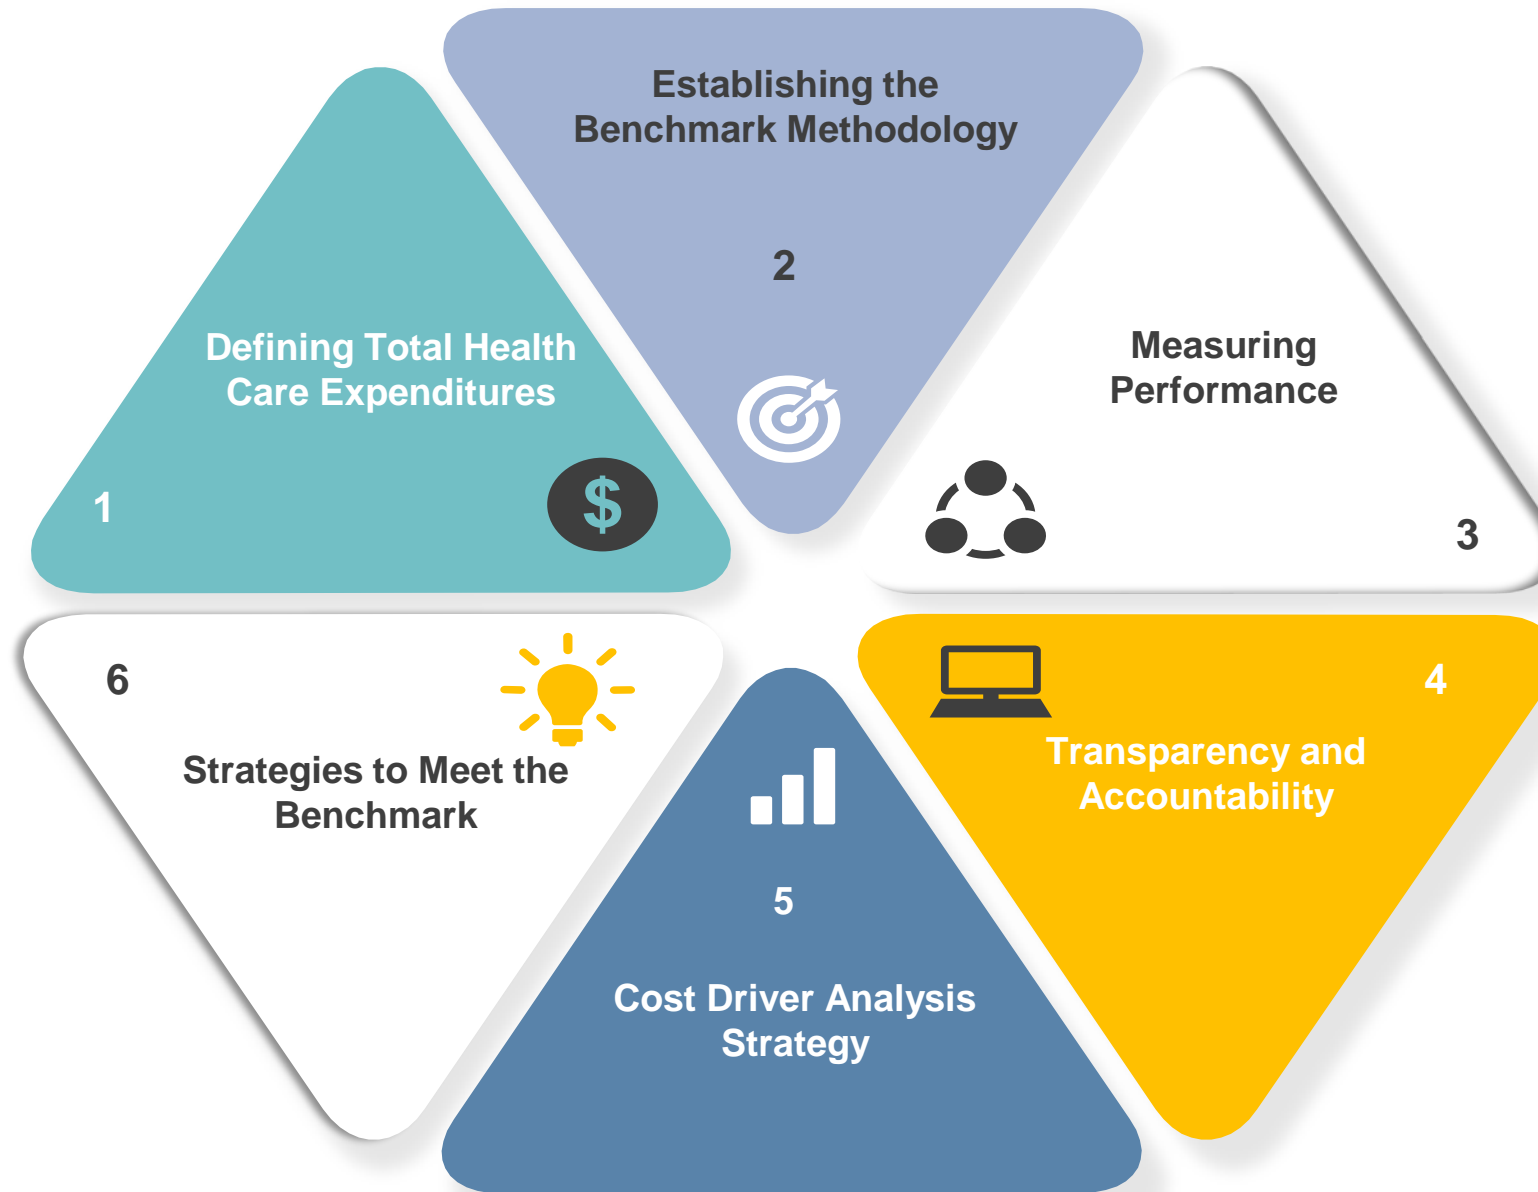 1
Defining Total Health
Care Expenditures
$
Establishing the
Benchmark Methodology
2
Measuring
Performance
3
4
Transparency and
Accountability
5
Cost Driver Analysis
Strategy
6
Strategies to Meet the
Benchmark